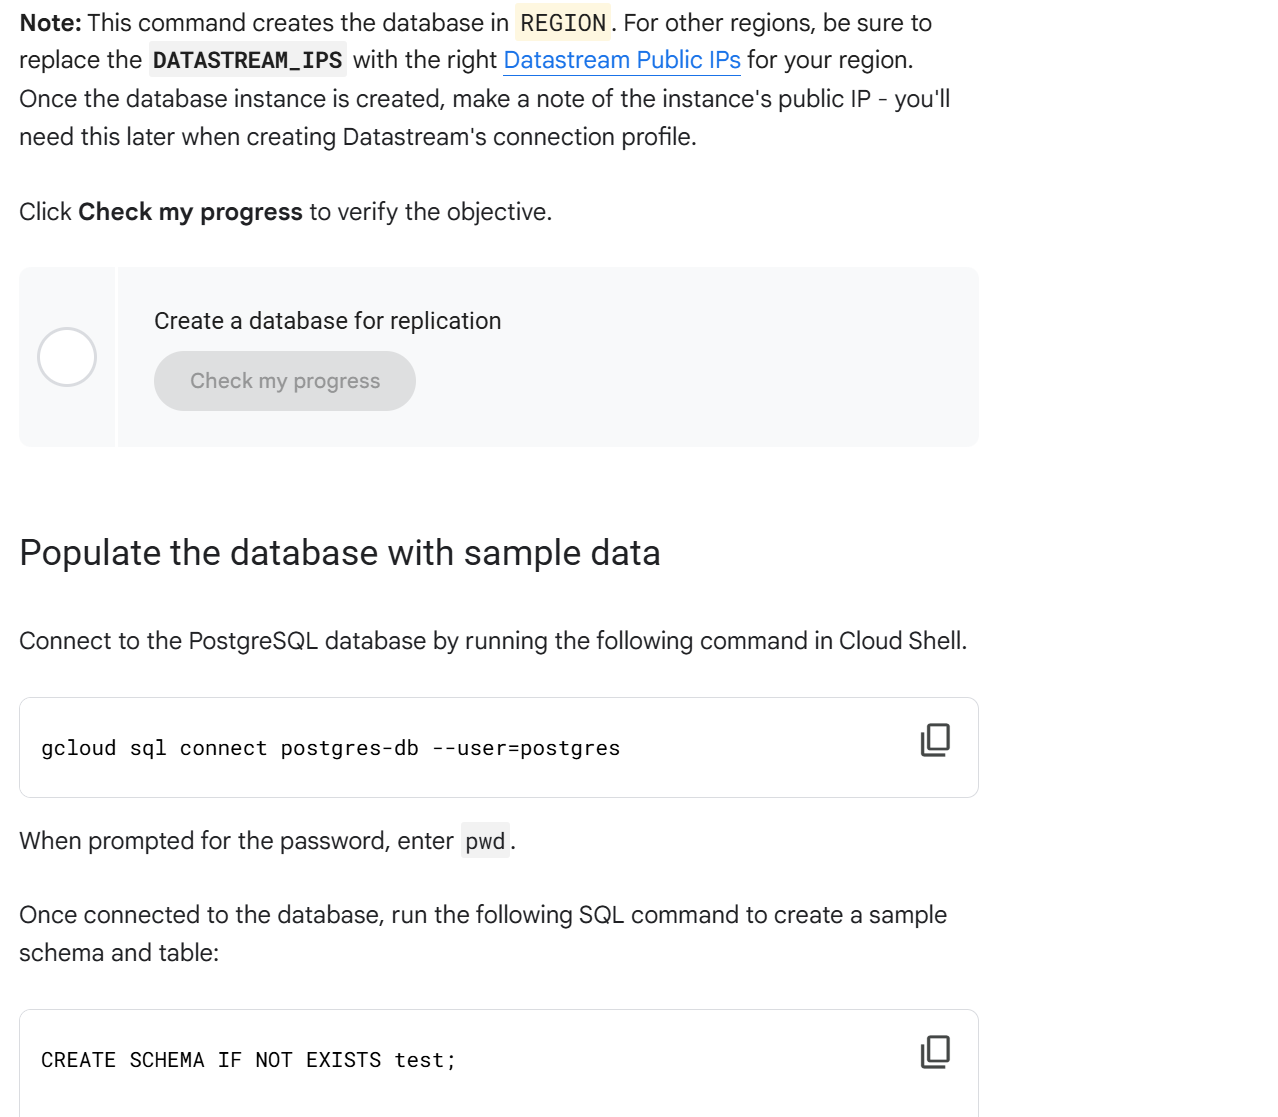 Note: This command creates the database in REGION. For other regions, be sure to
replace the DATASTREAM_IPS with the right Datastream Public IPs for your region.
Once the database instance is created, make a note of the instance's public IP - you'll
need this later when creating Datastream's connection profile.
Click Check my progress to verify the objective.
Create a database for replication
Check my progress
Populate the database with sample data
Connect to the PostgreSQL database by running the following command in Cloud Shell.
gcloud sql connect postgres-db --user=postgres
When prompted for the password, enter pwd.
Once connected to the database, run the following SQL command to create a sample
schema and table:
CREATE SCHEMA IF NOT EXISTS test;